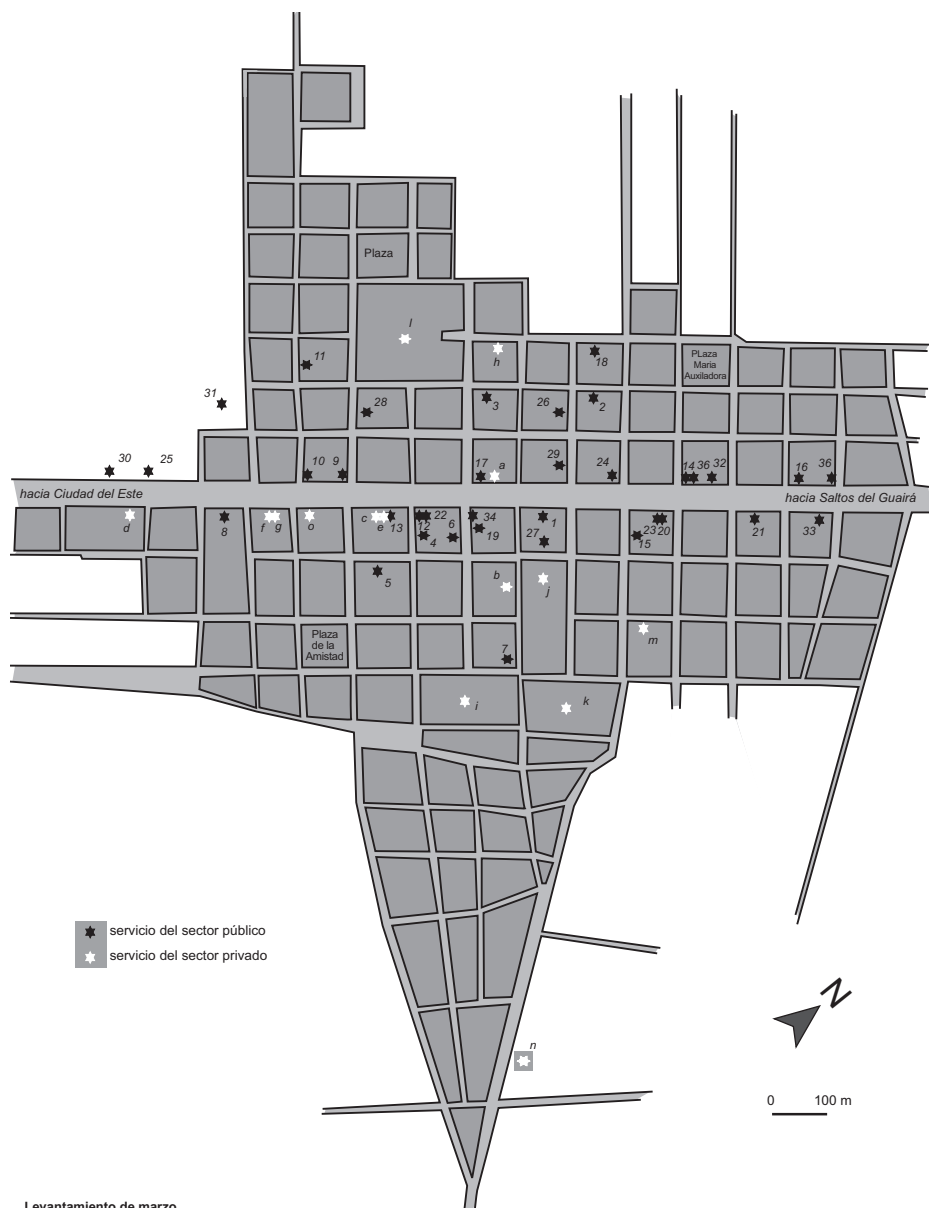 Plaza
l
h
18
PLaza
Maria
Auxiliadora
11
31
28
3
26
2
30
25
10 9
17 a
29
24
14 36 32
16 36
hacia Ciudad del Este
hacia Saltos del Guairá
d
8
f g
o
c
e 13
12 22
4
6
34
19
1
27
23 20
15
21
33
5
b
j
Plaza
de la
Amistad
7
m
i
k
servicio del sector público
servicio del sector privado
N
n
0 100 m
Levantamiento de marzo